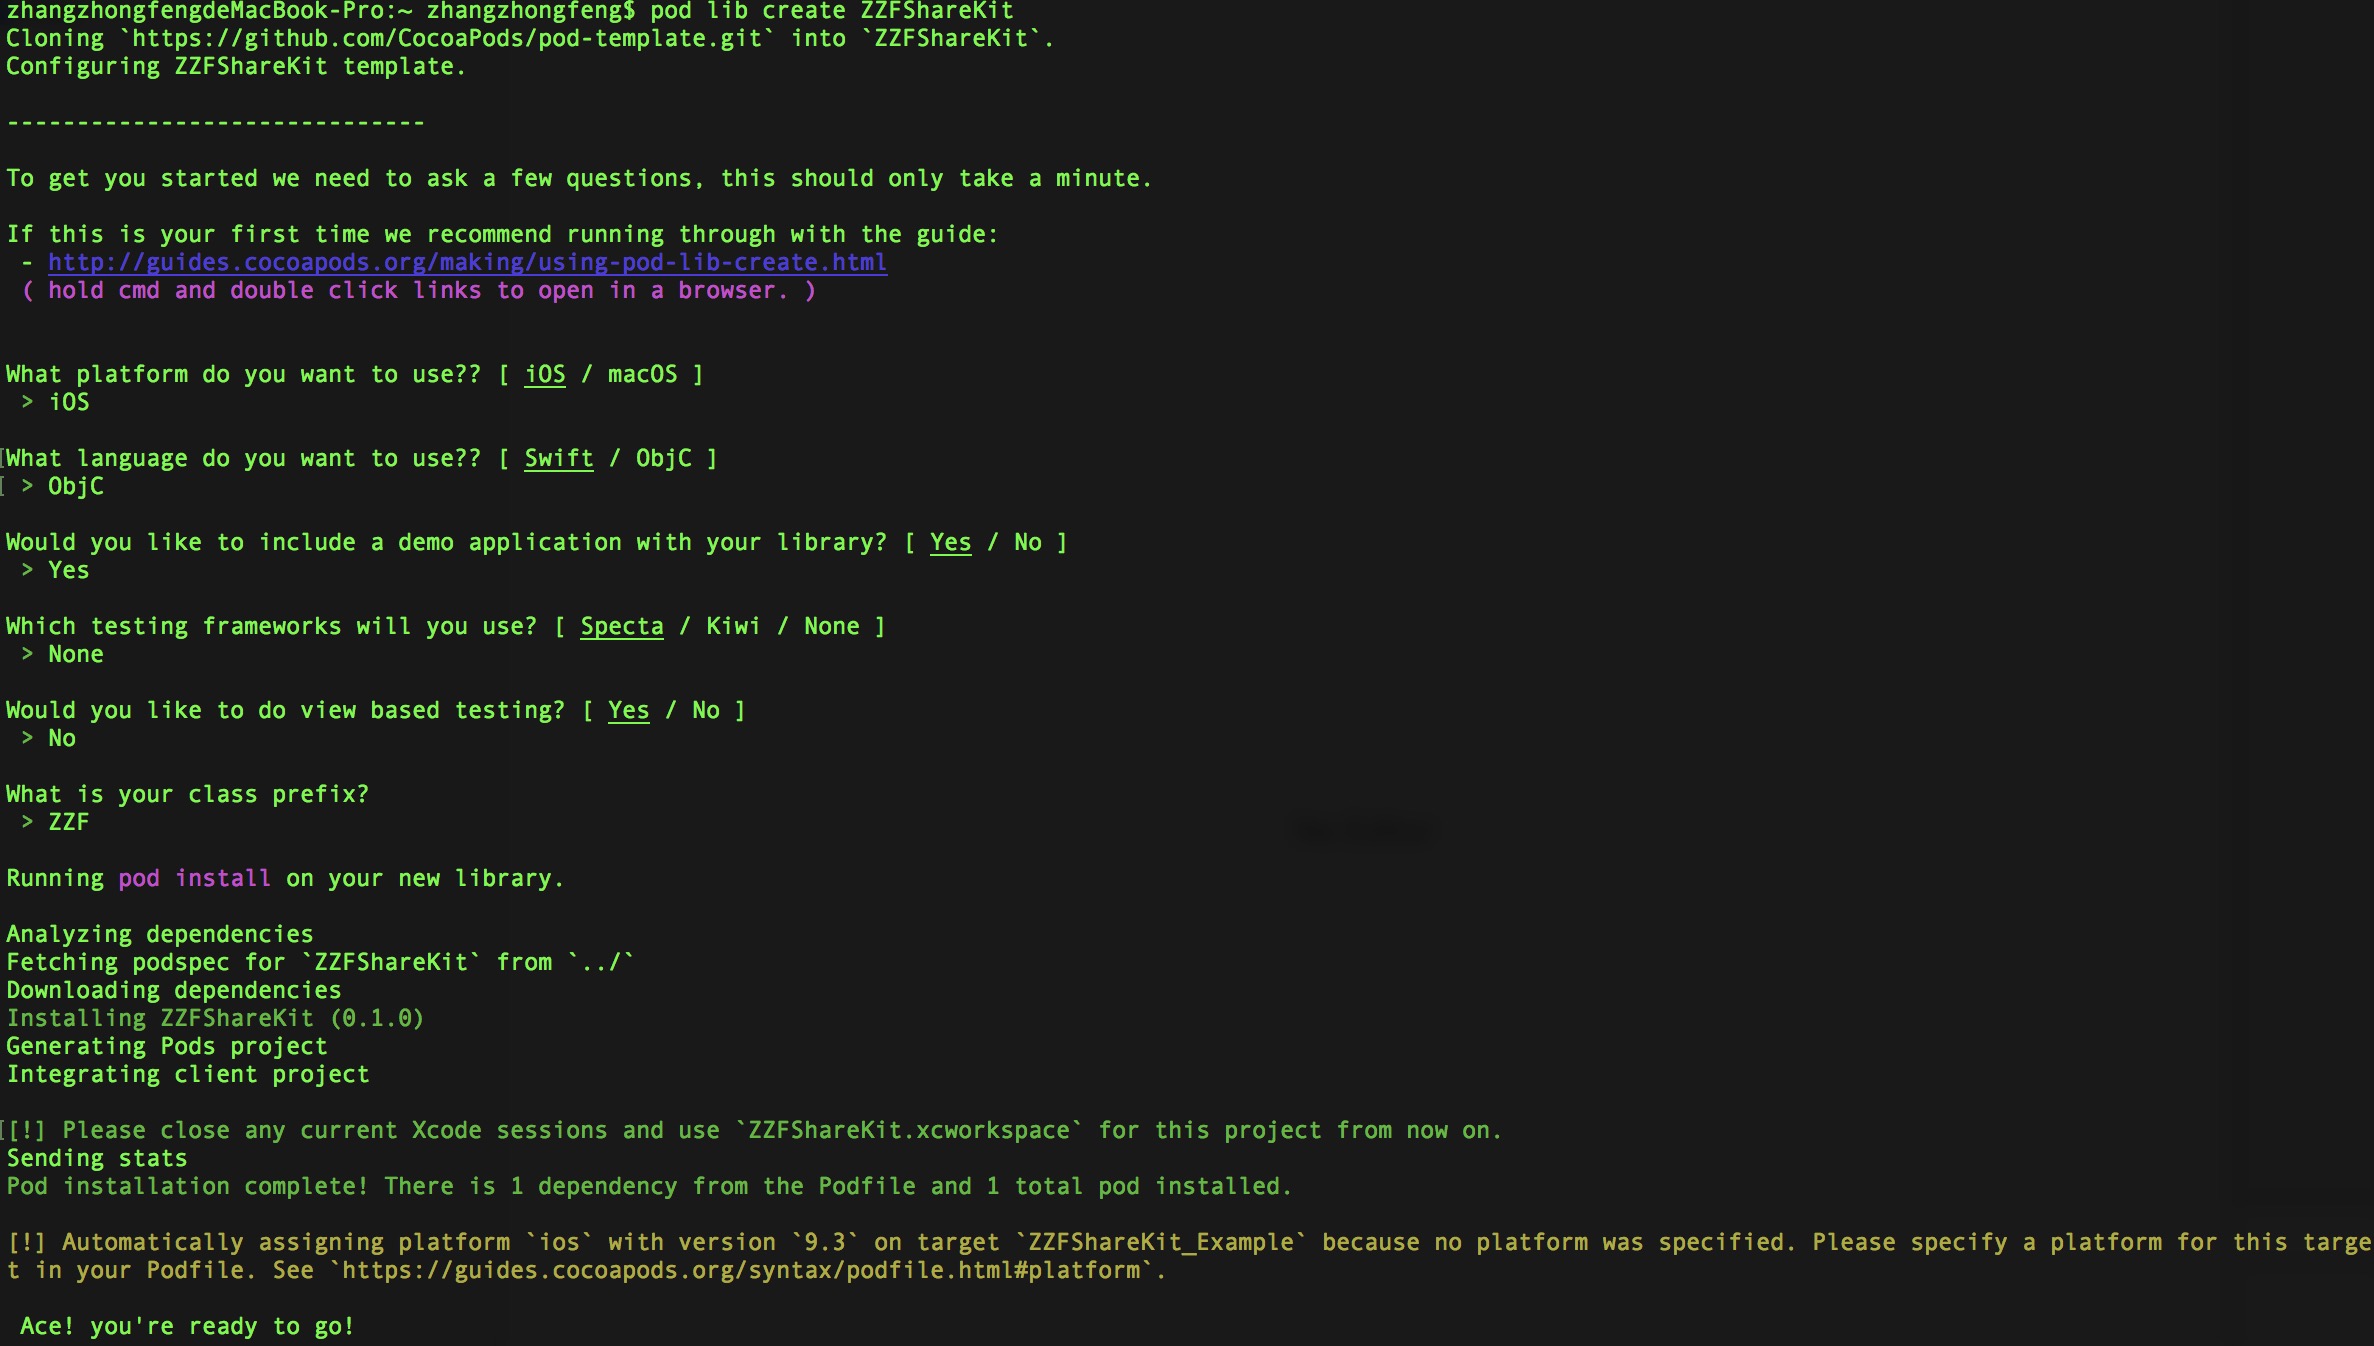 zhangzhongfengdeMacBook-Pro:~ zhangzhongfeng$ pod lib create ZZFShareKit
Cloning `https://github.com/CocoaPods/pod-template.git` into `ZZFShareKit`.
Configuring ZZFShareKit template.
------------------------------
To get you started we need to ask a few questions, this should only take a minute.
If this is your first time we recommend running through with the guide:
- http://guides.cocoapods.org/making/using-pod-lib-create.html
( hold cmd and double click links to open in a browser. )
What platform do you want to use?? [ iOS / macOS ]
> iOS
[What language do you want to use?? [ Swift / ObjC ]
[ > ObjC
Would you like to include a demo application with your library? [ Yes / No ]
> Yes
Which testing frameworks will you use? [ Specta / Kiwi / None ]
> None
Would you like to do view based testing? [ Yes / No ]
> No
What is your class prefix?
> ZZF
Running pod install on your new library.
Analyzing dependencies
Fetching podspec for `ZZFShareKit` from `../`
Downloading dependencies
Installing ZZFShareKit (0.1.0)
Generating Pods project
Integrating client project
[[!] Please close any current Xcode sessions and use `ZZFShareKit.xcworkspace` for this project from now on.
Sending stats
Pod installation complete! There is 1 dependency from the Podfile and 1 total pod installed.
[!] Automatically assigning platform `ios` with version `9.3` on target `ZZFShareKit_Example` because no platform was specified. Please specify a platform for this targe
t in your Podfile. See `https://guides.cocoapods.org/syntax/podfile.html#platform`.
Ace! you're ready to go!